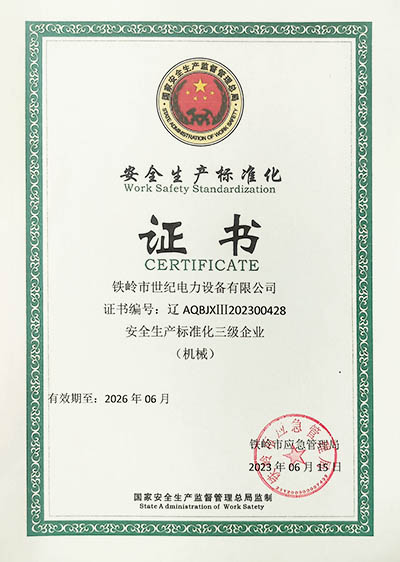 国家安全生产监督管理总局
STATE ADMINISTRATION OF WORK SAFETY
安全生产标准化
Work Safety Standardization
证书
CERTIFICATE
铁岭市世纪电力设备有限公司
证书编号：辽 AQBJXⅢ202300428
安全生产标准化三级企业
（机械）
有效期至：2026 年 06 月
铁岭市应急管理局
2023 年 06 月 15 日
国家安全生产监督管理总局监制
State Administration of Work Safety